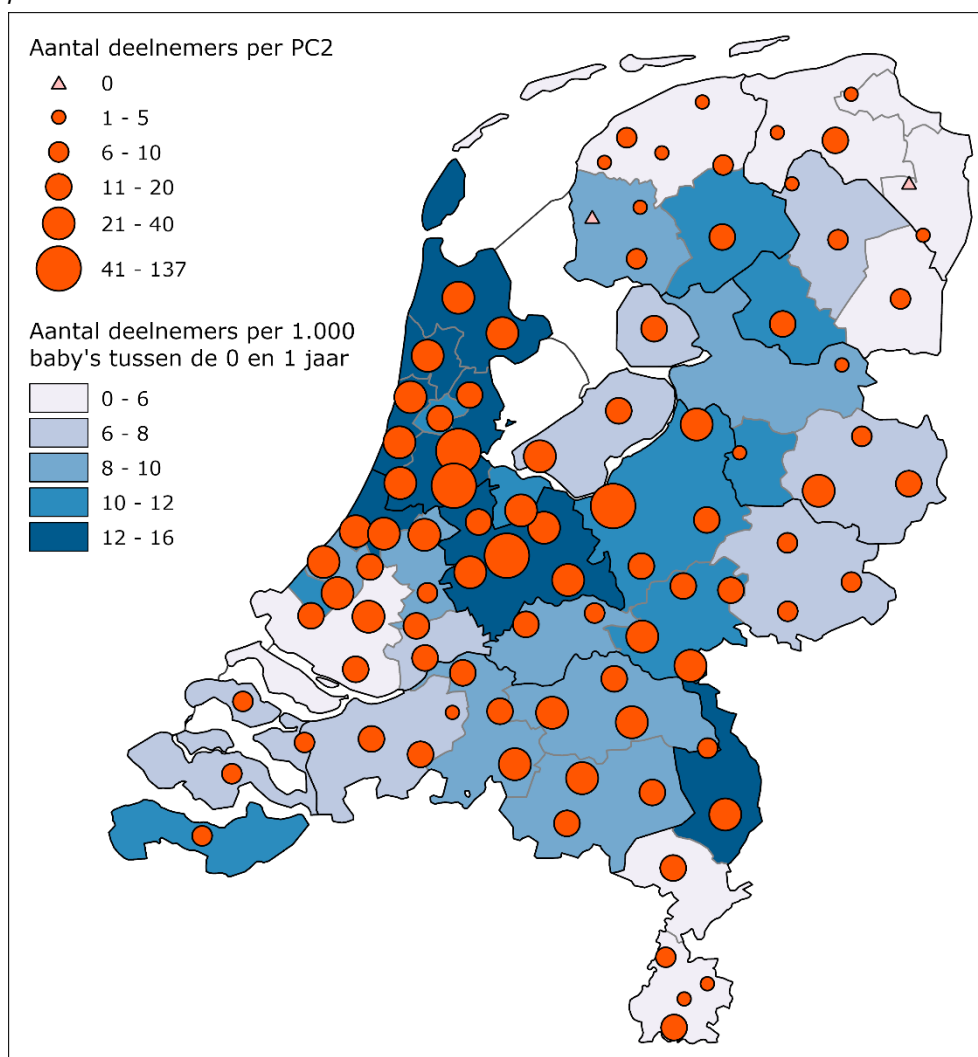 Aantal deelnemers per PC2
0
1 - 5
6 - 10
11 - 20
21 - 40
41 - 137
Aantal deelnemers per 1.000
baby's tussen de 0 en 1 jaar
0 - 6
6 - 8
8 - 10
10 - 12
12 - 16